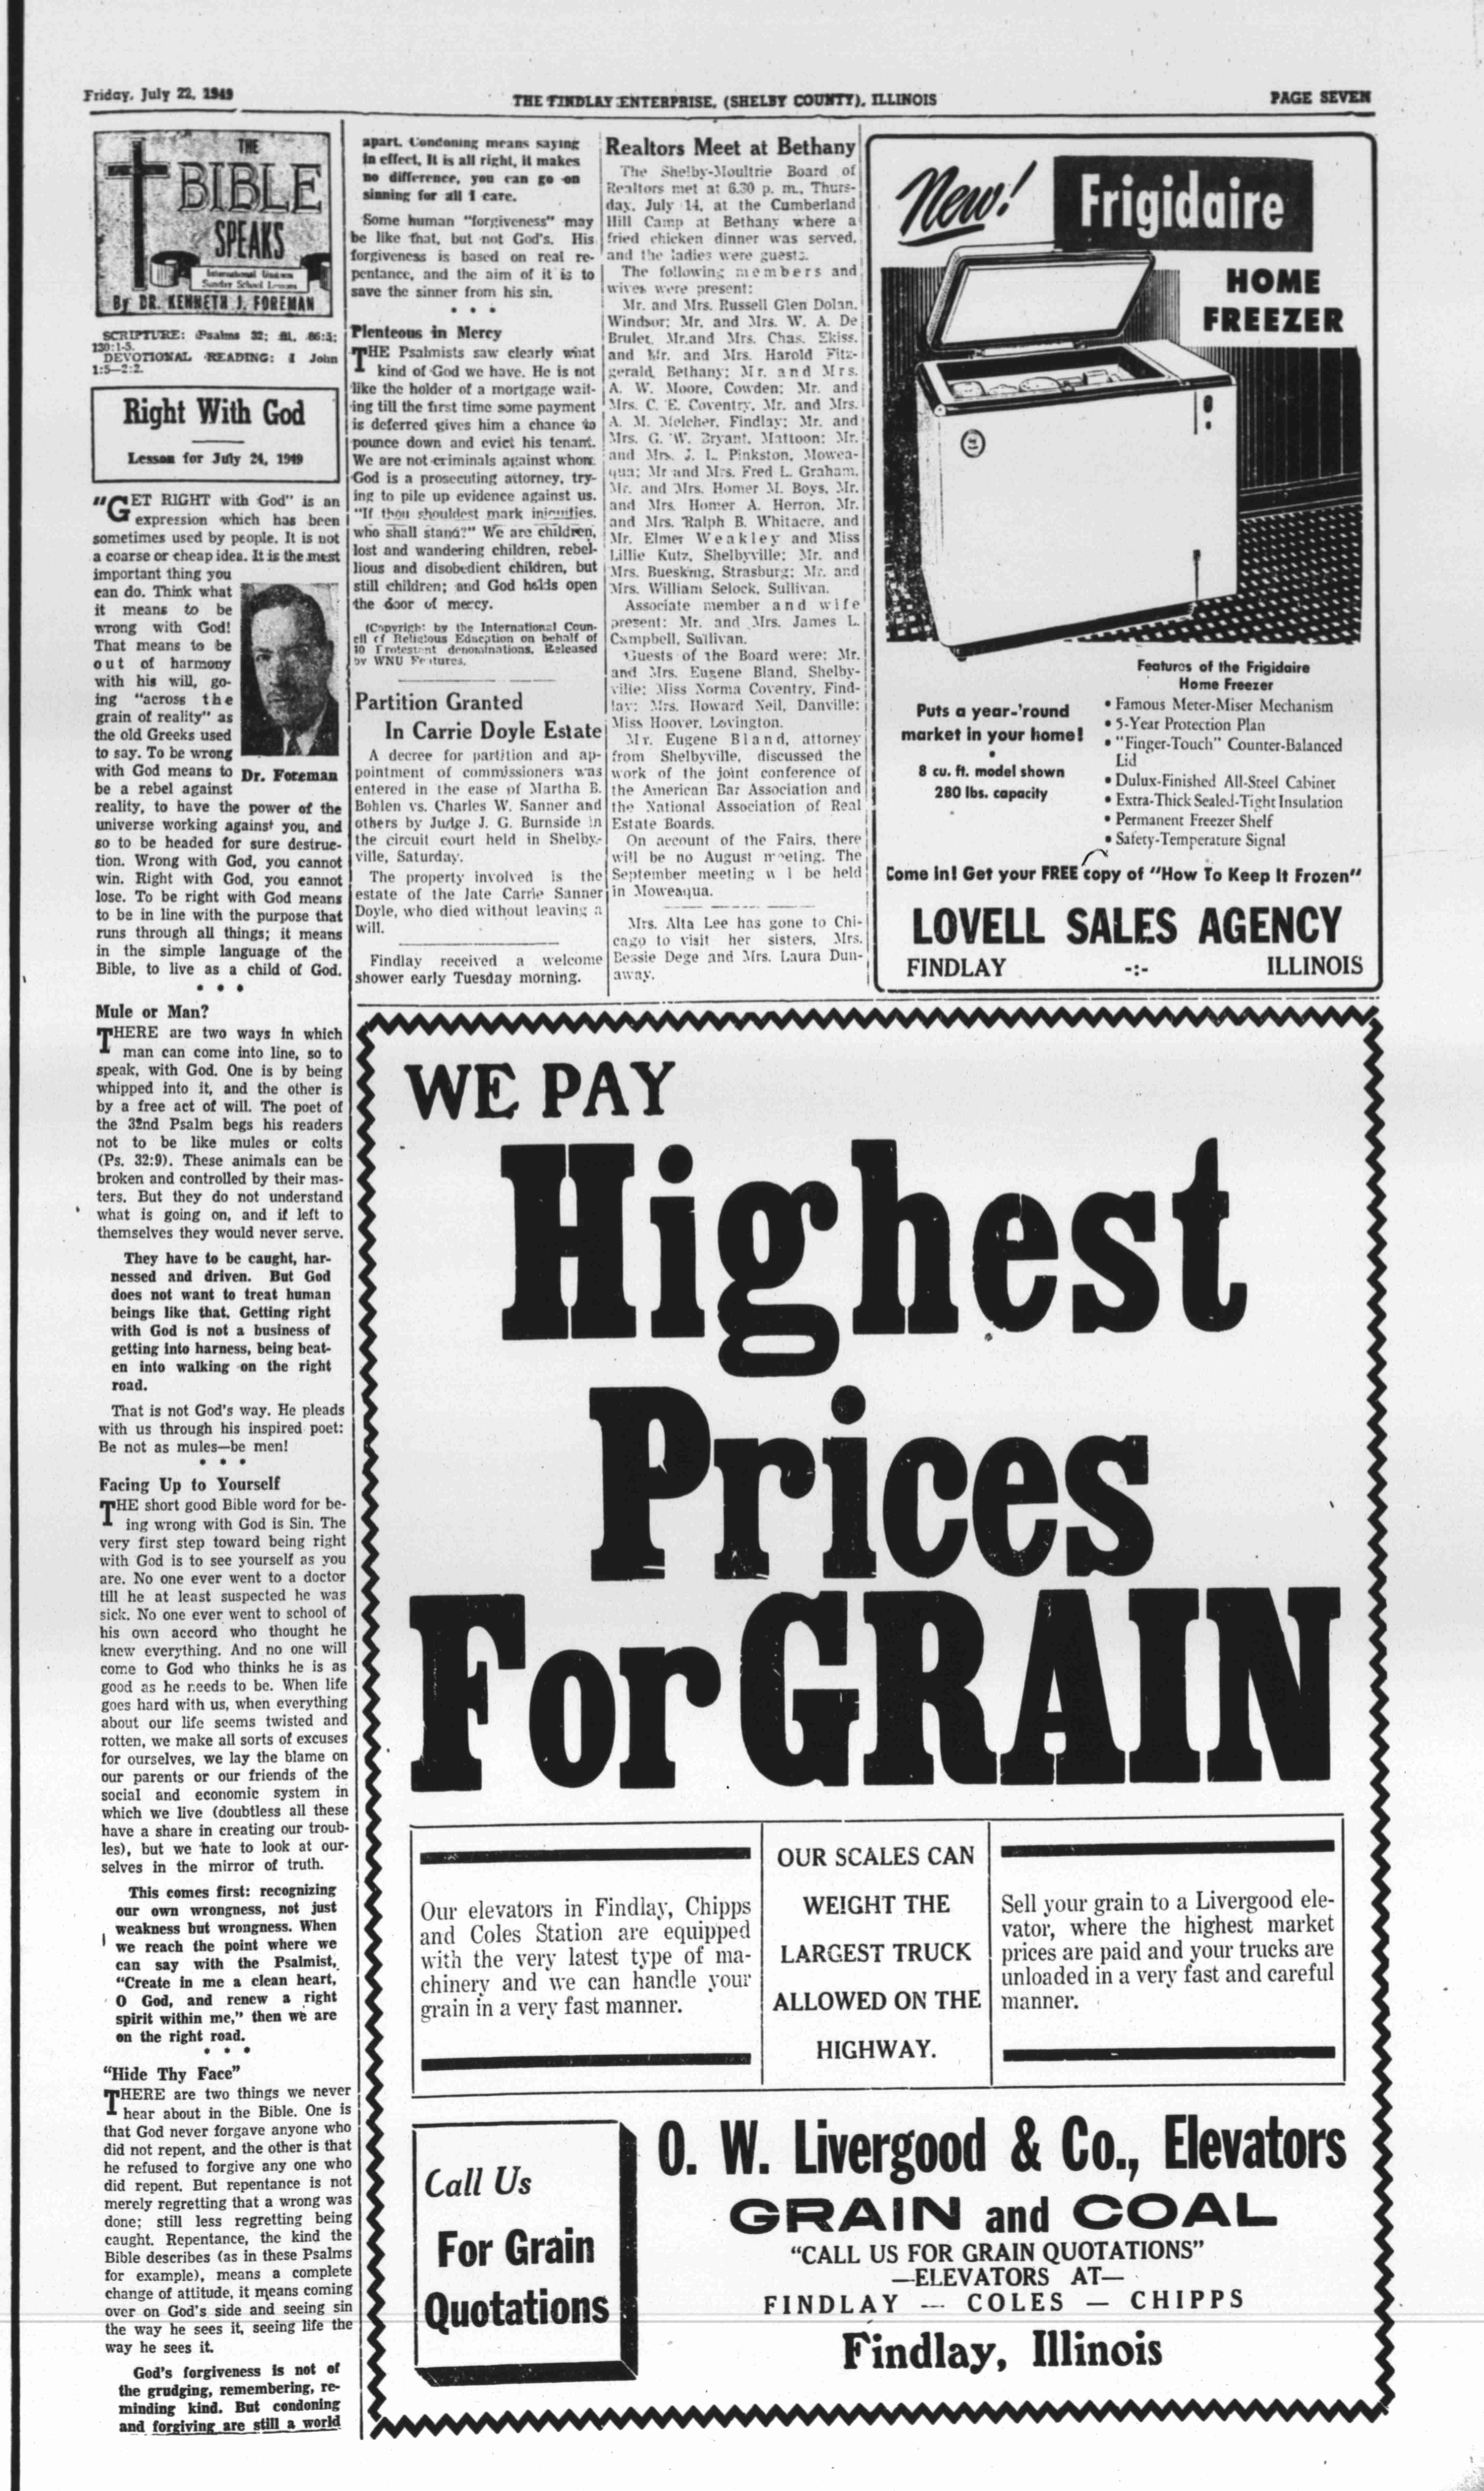 Friday, July 22, 1949
THE FINDLAY ENTERPRISE, (SHELBY COUNTY), ILLINOIS
PAGE SEVEN
THE
BIBLE
SPEAKS
International Uniform
Sunday School Lessons
By DR. KENNETH J. FOREMAN
SCRIPTURE: Psalms 32; 51, 86:5;
130:1-5.
DEVOTIONAL READING: I John
1:5—2:2.
Right With God
Lesson for July 24, 1949
"GET RIGHT with God" is an
expression which has been
sometimes used by people. It is not
a coarse or cheap idea. It is the most
important thing you
can do. Think what
it means to be
wrong with God!
That means to be
out of harmony
with his will, go-
ing "across the
grain of reality" as
the old Greeks used
to say. To be wrong
with God means to
be a rebel against
Dr. Foreman
reality, to have the power of the
universe working against you, and
so to be headed for sure destruc-
tion. Wrong with God, you cannot
win. Right with God, you cannot
lose. To be right with God means
to be in line with the purpose that
runs through all things; it means
in the simple language of the
Bible, to live as a child of God.
• • •
Mule or Man?
THERE are two ways in which
man can come into line, so to
speak, with God. One is by being
whipped into it, and the other is
by a free act of will. The poet of
the 32nd Psalm begs his readers
not to be like mules or colts
(Ps. 32:9). These animals can be
broken and controlled by their mas-
ters. But they do not understand
what is going on, and if left to
themselves they would never serve.
They have to be caught, har-
nessed and driven. But God
does not want to treat human
beings like that. Getting right
with God is not a business of
getting into harness, being beat-
en into walking on the right
road.
That is not God's way. He pleads
with us through his inspired poet:
Be not as mules—be men!
• • •
Facing Up to Yourself
THE short good Bible word for be-
ing wrong with God is Sin. The
very first step toward being right
with God is to see yourself as you
are. No one ever went to a doctor
till he at least suspected he was
sick. No one ever went to school of
his own accord who thought he
knew everything. And no one will
come to God who thinks he is as
good as he needs to be. When life
goes hard with us, when everything
about our life seems twisted and
rotten, we make all sorts of excuses
for ourselves, we lay the blame on
our parents or our friends of the
social and economic system in
which we live (doubtless all these
have a share in creating our troub-
les), but we hate to look at our-
selves in the mirror of truth.
This comes first: recognizing
our own wrongness, not just
weakness but wrongness. When
we reach the point where we
can say with the Psalmist,
"Create in me a clean heart,
O God, and renew a right
spirit within me," then we are
on the right road.
• • •
"Hide Thy Face"
THERE are two things we never
hear about in the Bible. One is
that God never forgave anyone who
did not repent, and the other is that
he refused to forgive any one who
did repent. But repentance is not
merely regretting that a wrong was
done; still less regretting being
caught. Repentance, the kind the
Bible describes (as in these Psalms
for example), means a complete
change of attitude, it means coming
over on God's side and seeing sin
the way he sees it, seeing life the
way he sees it.
God's forgiveness is not of
the grudging, remembering, re-
minding kind. But condoning
and forgiving are still a world
apart. Condoning means saying
in effect, It is all right, it makes
no difference, you can go on
sinning for all I care.
Some human "forgiveness" may
be like that, but not God's. His
forgiveness is based on real re-
pentance, and the aim of it is to
save the sinner from his sin.
• • •
Plenteous in Mercy
THE Psalmists saw clearly what
kind of God we have. He is not
like the holder of a mortgage wait-
ing till the first time some payment
is deferred gives him a chance to
pounce down and evict his tenant.
We are not criminals against whom
God is a prosecuting attorney, try-
ing to pile up evidence against us.
"If thou shouldest mark iniquities,
who shall stand?" We are children,
lost and wandering children, rebel-
lious and disobedient children, but
still children; and God holds open
the door of mercy.
(Copyright by the International Coun-
cil of Religious Education on behalf of
40 Protestant denominations. Released
by WNU Features.
Partition Granted
In Carrie Doyle Estate
A decree for partition and ap-
pointment of commissioners was
entered in the case of Martha B.
Bohlen vs. Charles W. Sanner and
others by Judge J. G. Burnside in
the circuit court held in Shelby-
ville, Saturday.
The property involved is the
estate of the late Carrie Sanner
Doyle, who died without leaving a
will.
Findlay received a welcome
shower early Tuesday morning.
Realtors Meet at Bethany
The Shelby-Moultrie Board of
Realtors met at 6.30 p. m., Thurs-
day, July 14, at the Cumberland
Hill Camp at Bethany where a
fried chicken dinner was served,
and the ladies were guests.
The following members and
wives were present:
Mr. and Mrs. Russell Glen Dolan,
Windsor; Mr. and Mrs. W. A. De
Brulet, Mr.and Mrs. Chas. Ekiss,
and Mr. and Mrs. Harold Fitz-
gerald, Bethany; Mr. and Mrs.
A. W. Moore, Cowden; Mr. and
Mrs. C. E. Coventry, Mr. and Mrs.
A. M. Melcher, Findlay; Mr. and
Mrs. G. W. Bryant, Mattoon; Mr.
and Mrs. J. L. Pinkston, Mowea-
qua; Mr and Mrs. Fred L. Graham,
Mr. and Mrs. Homer M. Boys, Mr.
and Mrs. Homer A. Herron, Mr.
and Mrs. Ralph B. Whitacre, and
Mr. Elmer Weakley and Miss
Lillie Kutz, Shelbyville; Mr. and
Mrs. Buesking, Strasburg; Mr. and
Mrs. William Selock, Sullivan.
Associate member and wife
present: Mr. and Mrs. James L.
Campbell, Sullivan.
Guests of the Board were: Mr.
and Mrs. Eugene Bland, Shelby-
ville; Miss Norma Coventry, Find-
lay; Mrs. Howard Neil, Danville;
Miss Hoover, Lovington.
Mr. Eugene Bland, attorney
from Shelbyville, discussed the
work of the joint conference of
the American Bar Association and
the National Association of Real
Estate Boards.
On account of the Fairs, there
will be no August meeting. The
September meeting w l be held
in Moweaqua.
Mrs. Alta Lee has gone to Chi-
cago to visit her sisters, Mrs.
Bessie Dege and Mrs. Laura Dun-
away.
New!
Frigidaire
HOME
FREEZER
Puts a year-'round
market in your home!
•
8 cu. ft. model shown
280 lbs. capacity
Features of the Frigidaire
Home Freezer
• Famous Meter-Miser Mechanism
• 5-Year Protection Plan
• "Finger-Touch" Counter-Balanced
Lid
• Dulux-Finished All-Steel Cabinet
• Extra-Thick Sealed-Tight Insulation
• Permanent Freezer Shelf
• Safety-Temperature Signal
Come in! Get your FREE copy of "How To Keep It Frozen"
LOVELL SALES AGENCY
FINDLAY -:- ILLINOIS
WE PAY
Highest
Prices
For GRAIN
Our elevators in Findlay, Chipps
and Coles Station are equipped
with the very latest type of ma-
chinery and we can handle your
grain in a very fast manner.
OUR SCALES CAN
WEIGHT THE
LARGEST TRUCK
ALLOWED ON THE
HIGHWAY.
Sell your grain to a Livergood ele-
vator, where the highest market
prices are paid and your trucks are
unloaded in a very fast and careful
manner.
Call Us
For Grain
Quotations
O. W. Livergood & Co., Elevators
GRAIN and COAL
"CALL US FOR GRAIN QUOTATIONS"
—ELEVATORS AT—
FINDLAY — COLES — CHIPPS
Findlay, Illinois